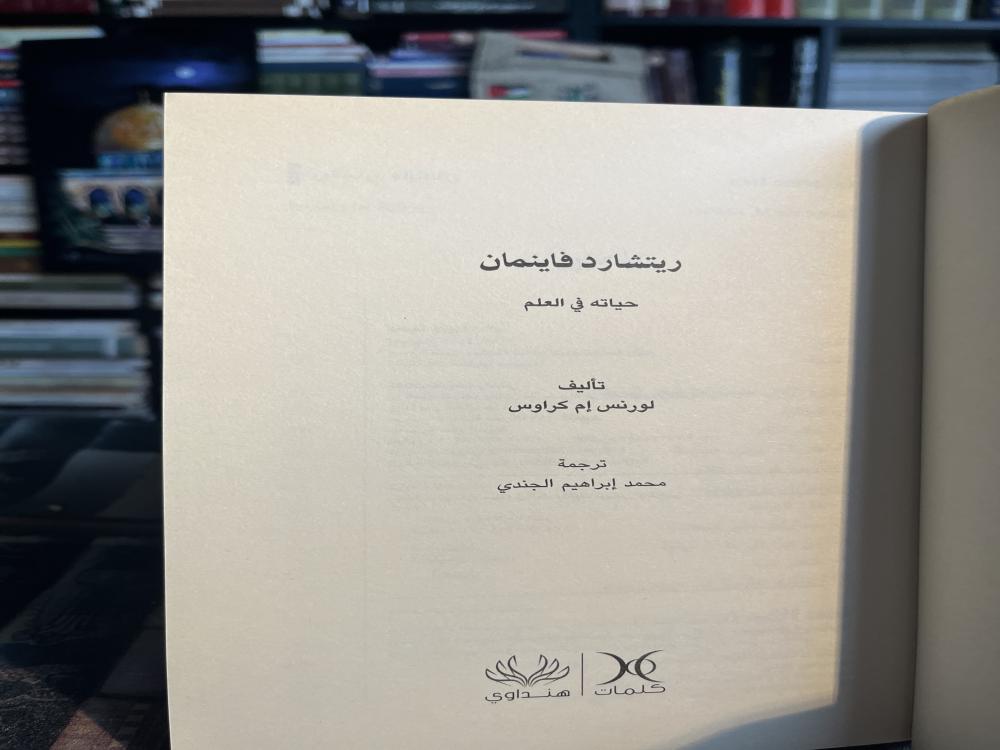 ريتشارد فاينمان
حياته في العلم
تأليف
لورنس إم كراوس
ترجمة
محمد إبراهيم الجندي
كلمات
هنداوي